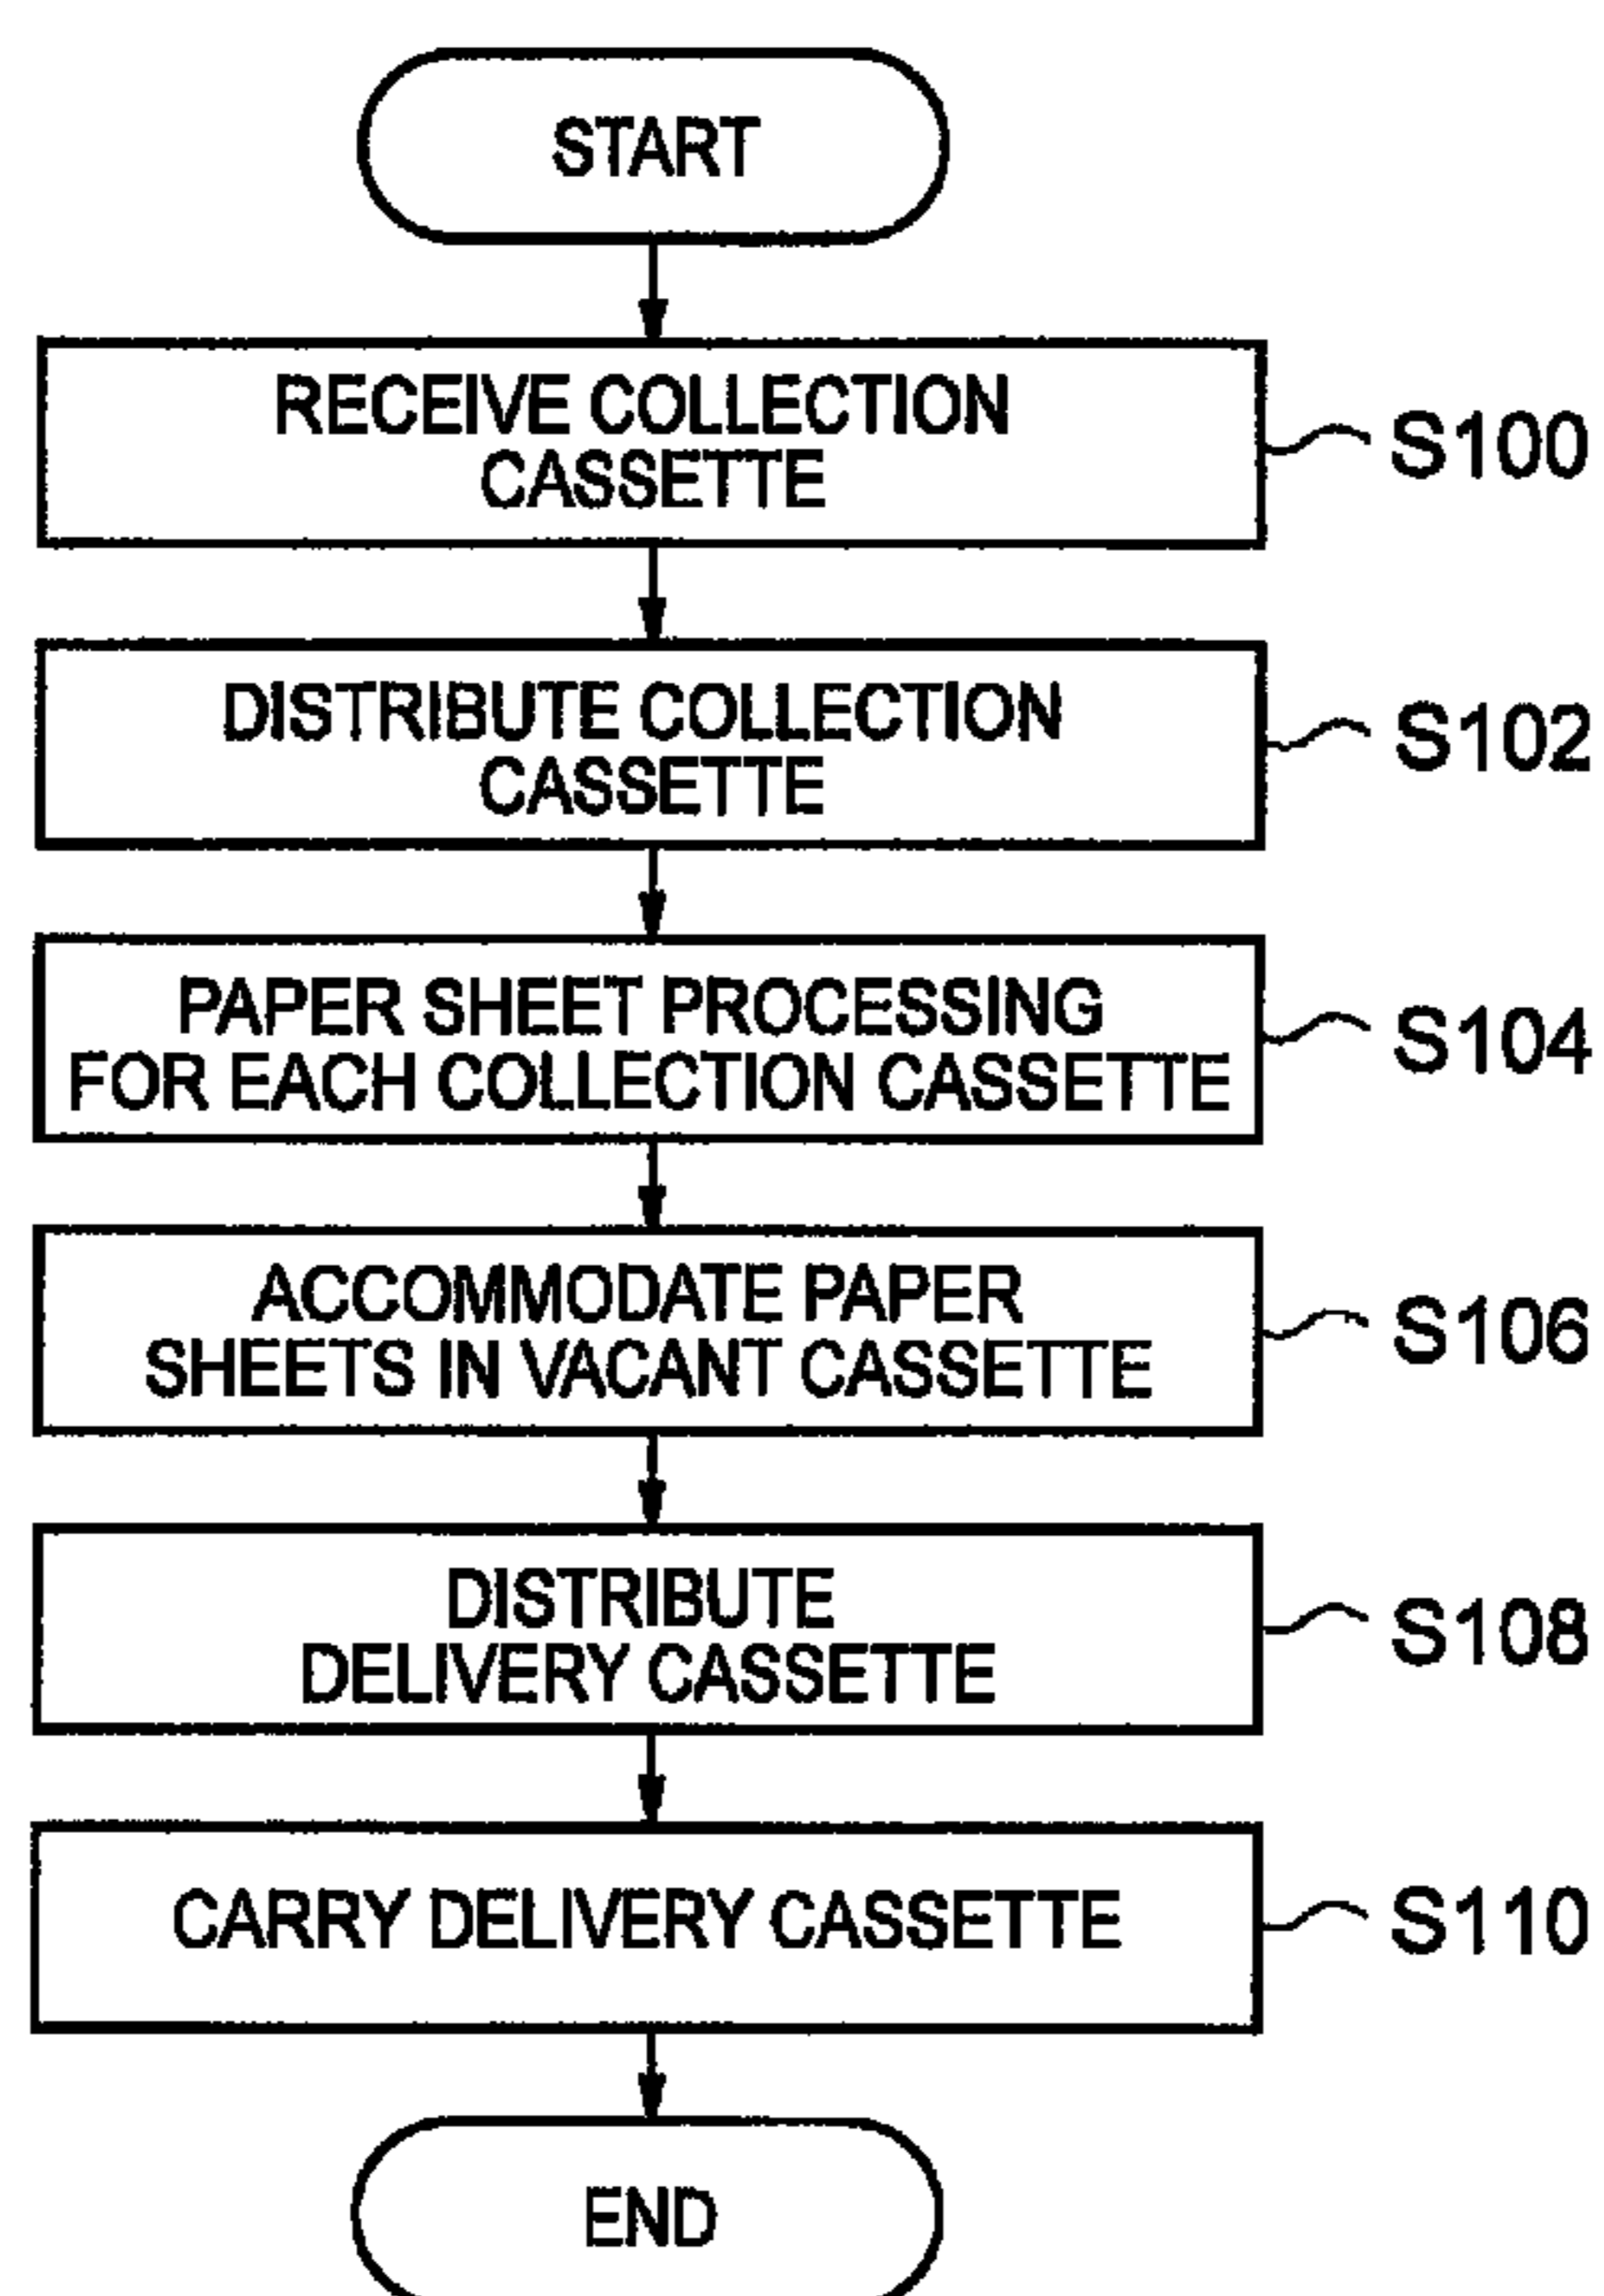 START
RECEIVE COLLECTION
CASSETTE
S100
DISTRIBUTE COLLECTION
CASSETTE
S102
PAPER SHEET PROCESSING
FOR EACH COLLECTION CASSETTE
S104
ACCOMMODATE PAPER
SHEETS IN VACANT CASSETTE
S106
DISTRIBUTE
DELIVERY CASSETTE
S108
CARRY DELIVERY CASSETTE
S110
END